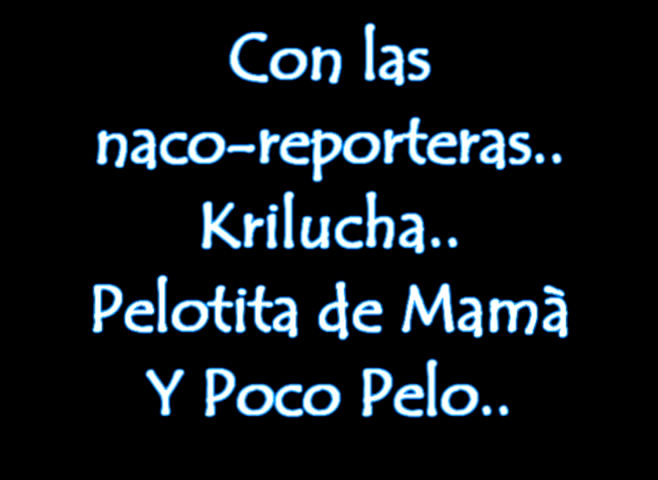 Con las
naco-reporteras..
Krilucha..
Pelotita de Mamà
Y Poco Pelo..